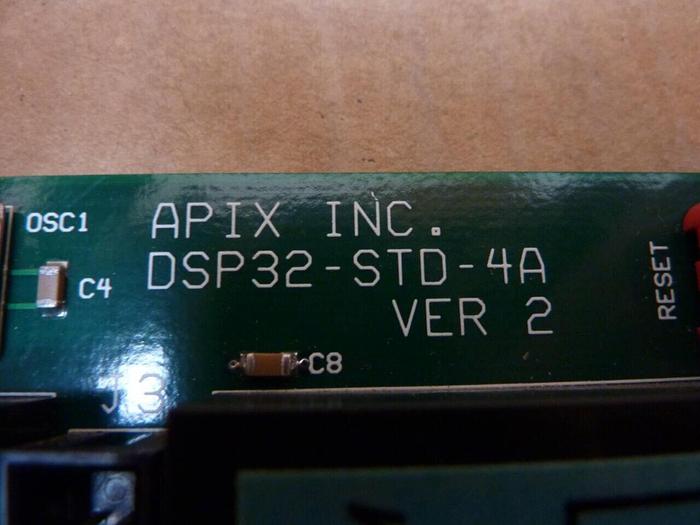 OSC1
APIX INC.
DSP32-STD-4A
C4
VER 2
RESET
C8
J3